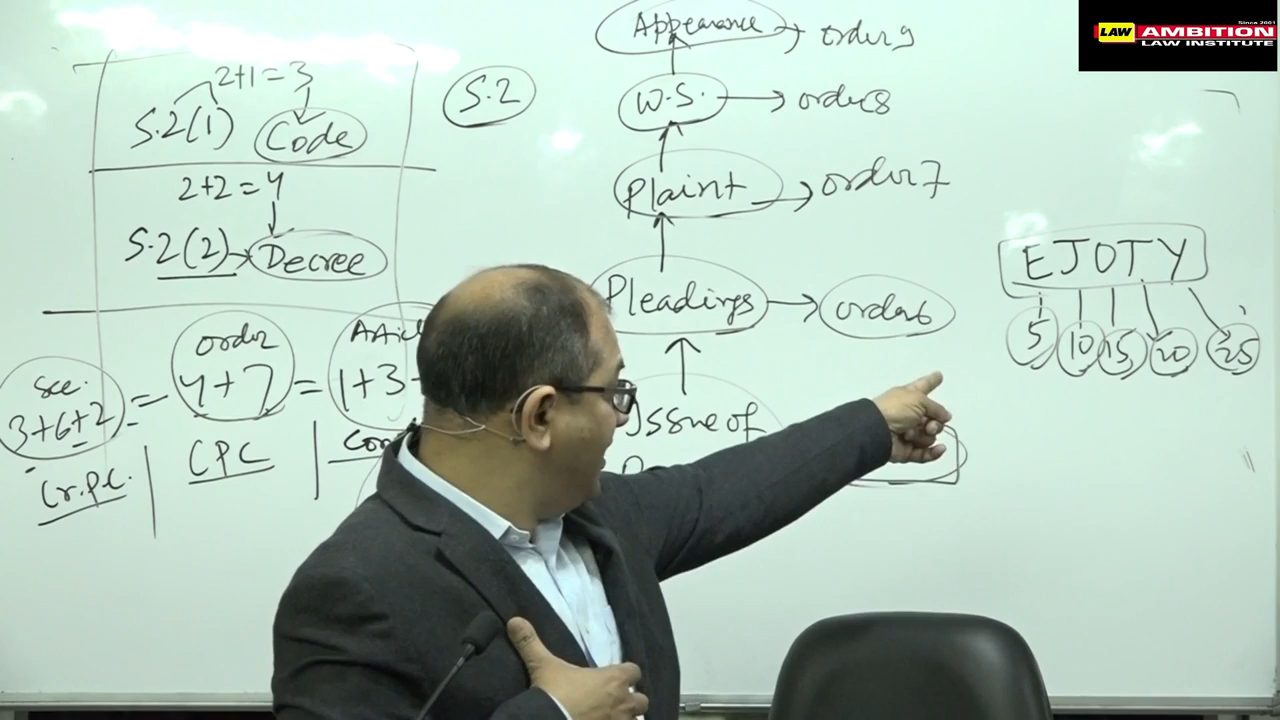 2+1=3
S.2(1) Code
2+2=4
S.2(2)→Decree
sec. 3+6+2 = order 4+7 = 1+3
Cr.P.C. | CPC |
S.2
Appearance → order 9
W.S. → order 8
Plaint → order 7
Pleadings → order 6
Issue of
EJOTY
5 10 15 20 25
Since 2001
LAW AMBITION
LAW INSTITUTE